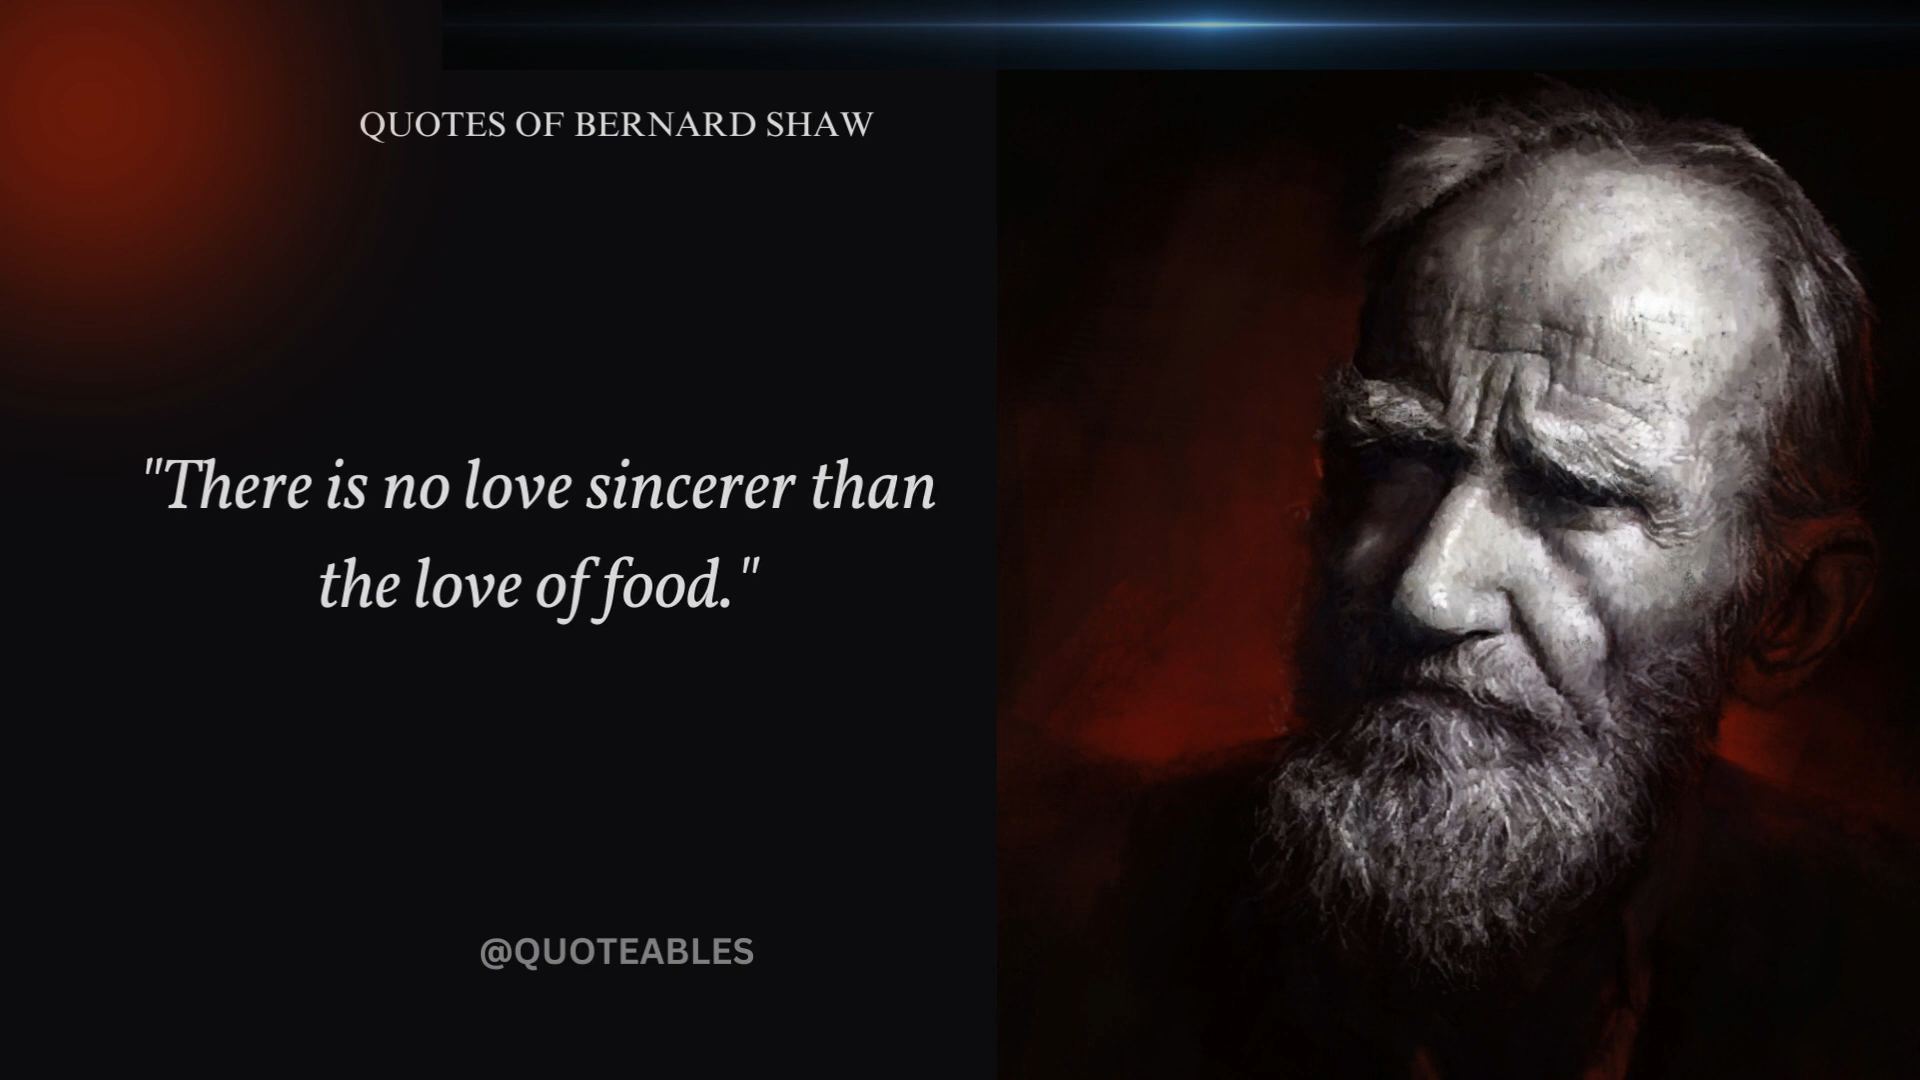 QUOTES OF BERNARD SHAW
"There is no love sincerer than
the love of food."
@QUOTEABLES